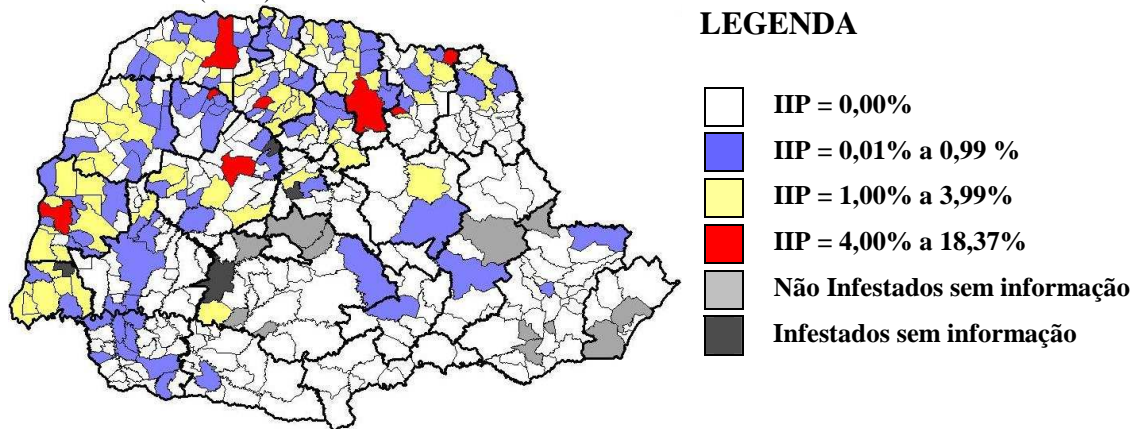 LEGENDA
IIP = 0,00%
IIP = 0,01% a 0,99 %
IIP = 1,00% a 3,99%
IIP = 4,00% a 18,37%
Não Infestados sem informação
Infestados sem informação